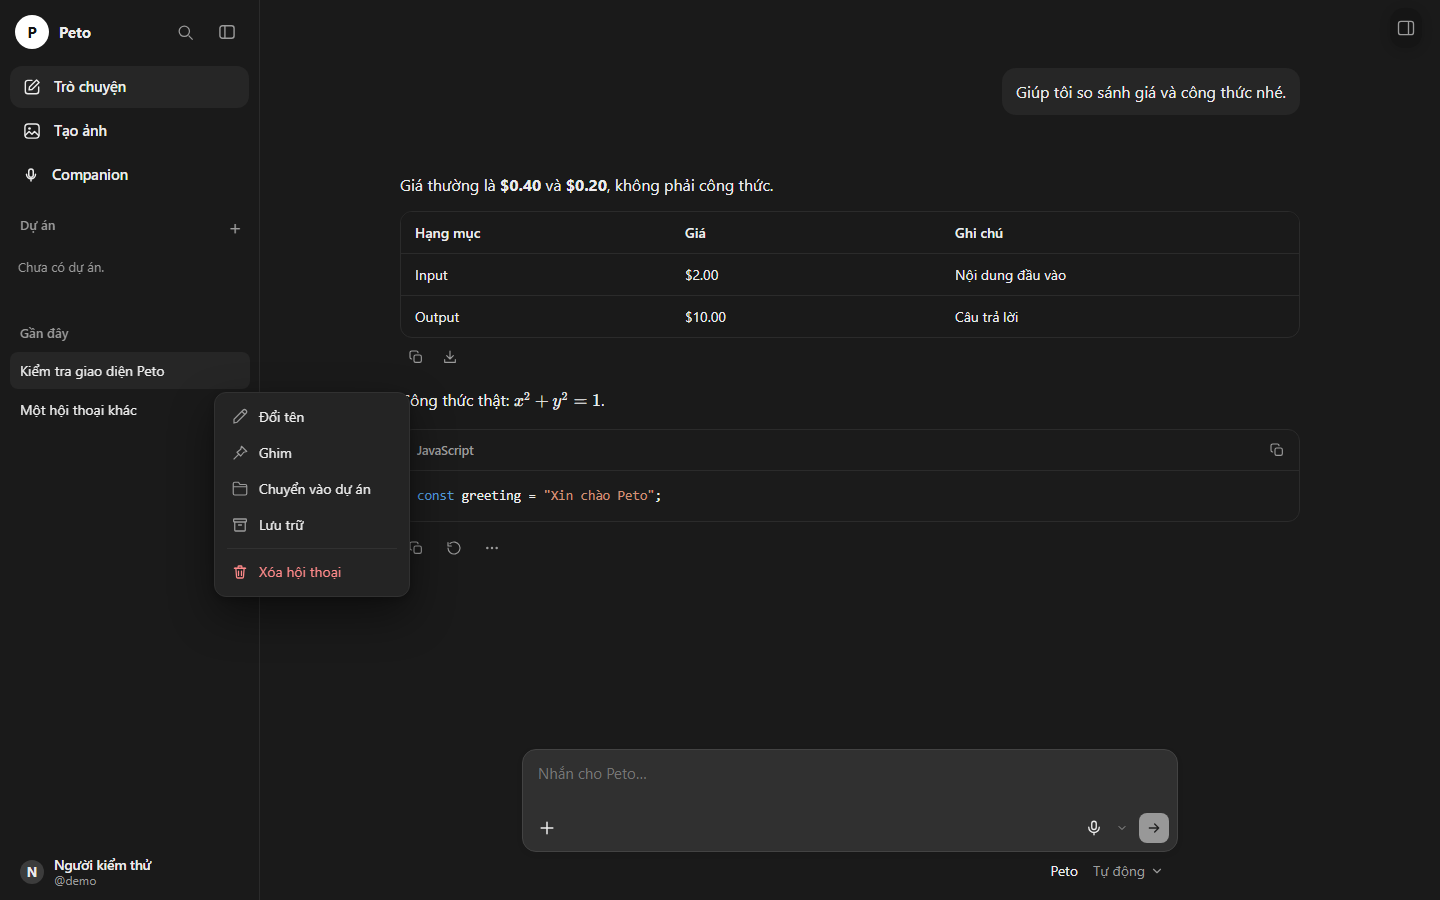 P Peto
Trò chuyện
Tạo ảnh
Companion
Dự án
Chưa có dự án.
Gần đây
Kiểm tra giao diện Peto
Một hội thoại khác
Đổi tên
Ghim
Chuyển vào dự án
Lưu trữ
Xóa hội thoại
N Người kiểm thử
@demo
Giúp tôi so sánh giá và công thức nhé.
Giá thường là $0.40 và $0.20, không phải công thức.
Hạng mục Giá Ghi chú
Input $2.00 Nội dung đầu vào
Output $10.00 Câu trả lời
ông thức thật: x² + y² = 1.
JavaScript
const greeting = "Xin chào Peto";
Nhắn cho Peto...
Peto Tự động